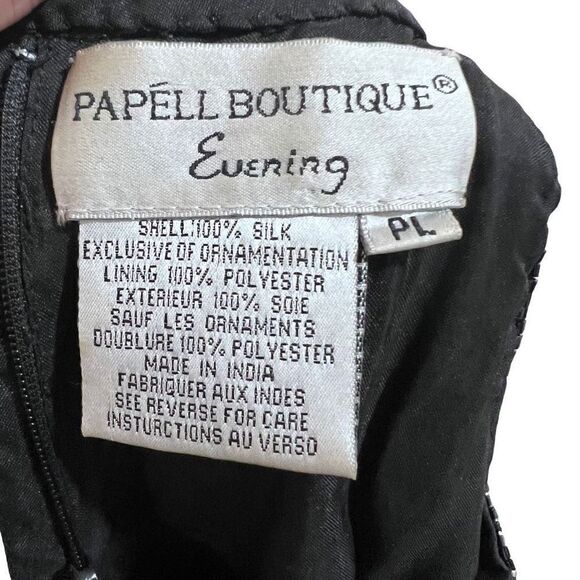 PAPÉLL BOUTIQUE®
Evening
PL
SHELL:100% SILK
EXCLUSIVE OF ORNAMENTATION
LINING 100% POLYESTER
EXTERIEUR 100% SOIE
SAUF LES ORNAMENTS
DOUBLURE 100% POLYESTER
MADE IN INDIA
FABRIQUER AUX INDES
SEE REVERSE FOR CARE
INSTURCTIONS AU VERSO